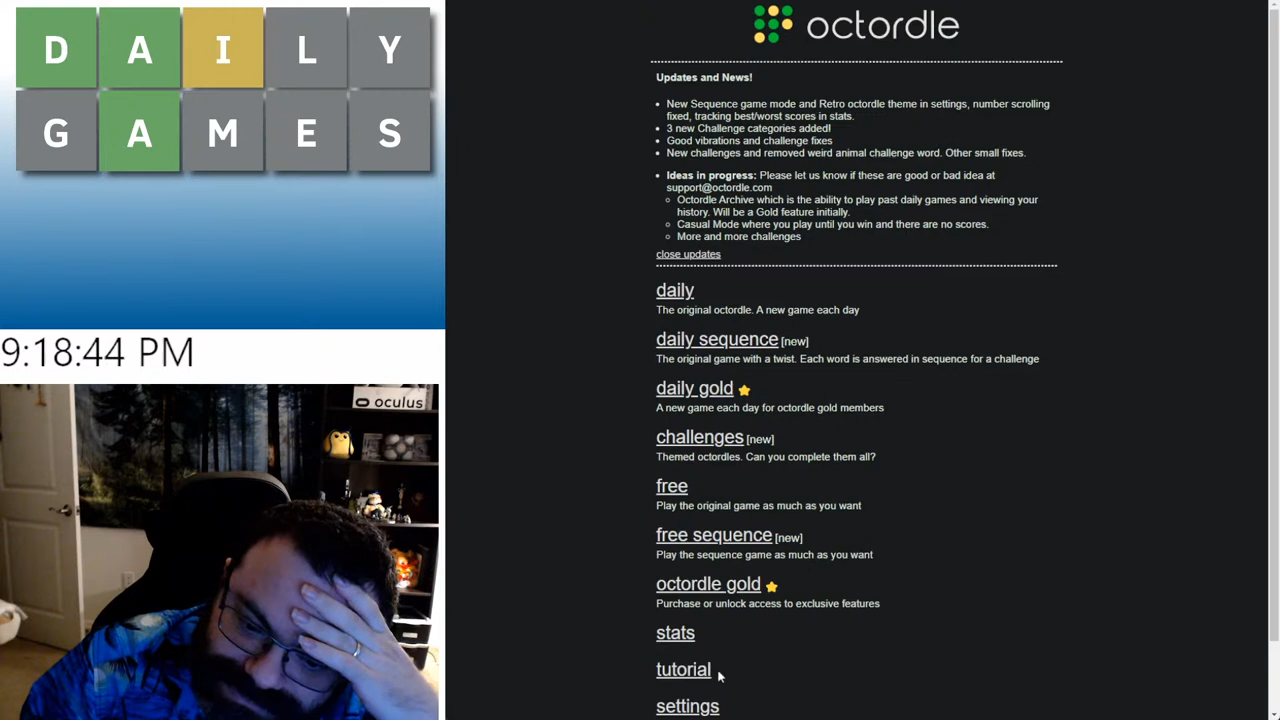 DAILY
GAMES
9:18:44 PM
oculus
octordle
Updates and News!
New Sequence game mode and Retro octordle theme in settings, number scrolling
fixed, tracking best/worst scores in stats.
3 new Challenge categories added!
Good vibrations and challenge fixes
New challenges and removed weird animal challenge word. Other small fixes.
Ideas in progress: Please let us know if these are good or bad idea at
support@octordle.com
Octordle Archive which is the ability to play past daily games and viewing your
history. Will be a Gold feature initially.
Casual Mode where you play until you win and there are no scores.
More and more challenges
close updates
daily
The original octordle. A new game each day
daily sequence [new]
The original game with a twist. Each word is answered in sequence for a challenge
daily gold
A new game each day for octordle gold members
challenges [new]
Themed octordles. Can you complete them all?
free
Play the original game as much as you want
free sequence [new]
Play the sequence game as much as you want
octordle gold
Purchase or unlock access to exclusive features
stats
tutorial
settings